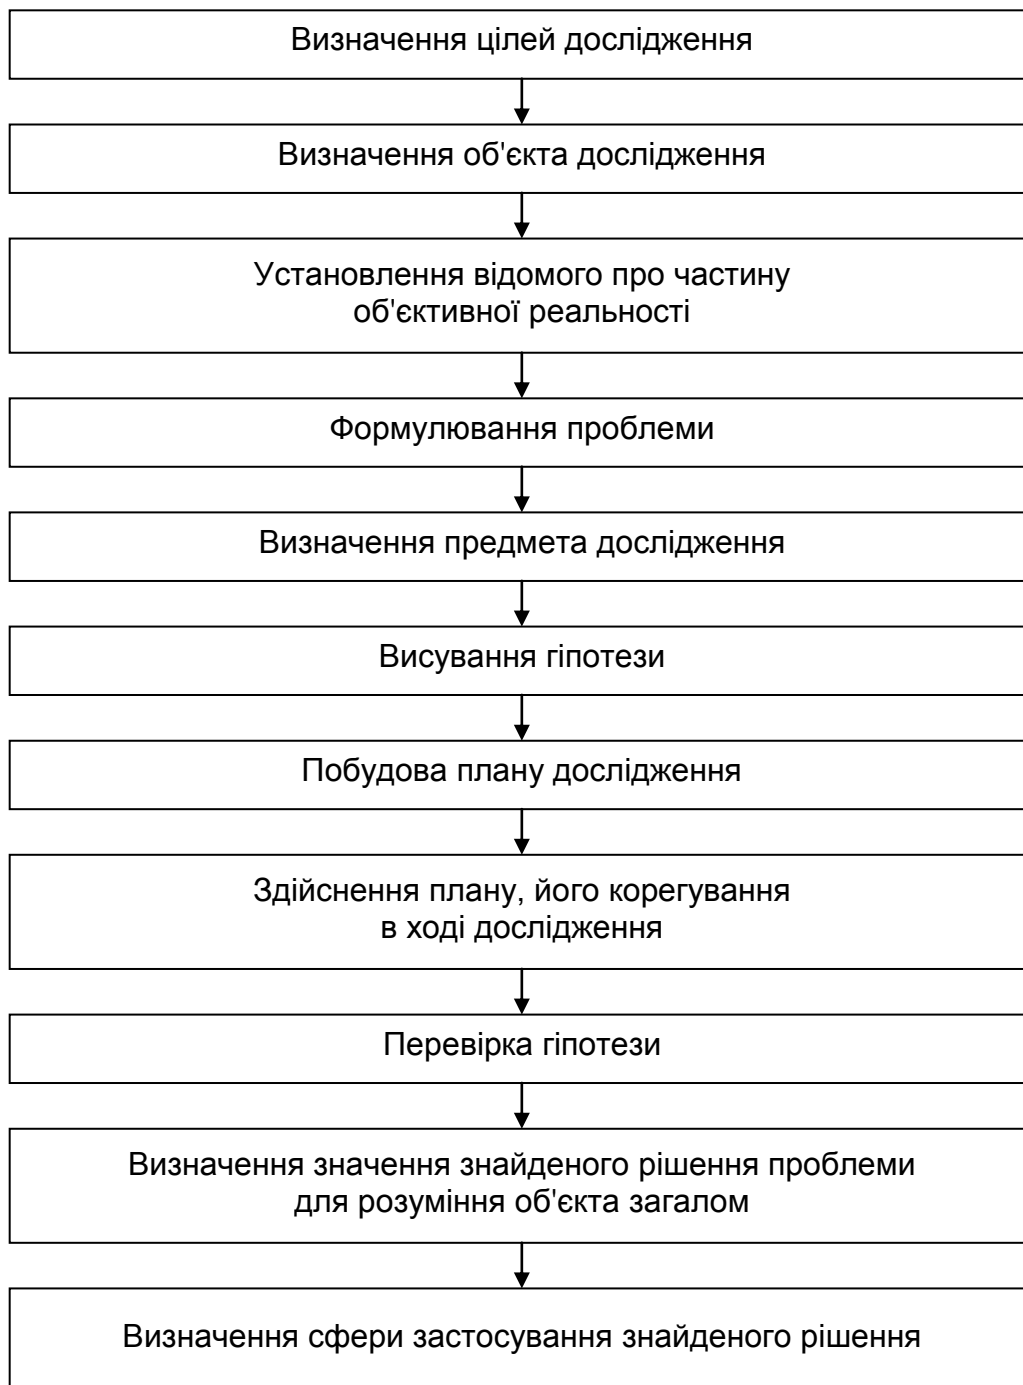 Визначення цілей дослідження
Визначення об'єкта дослідження
Установлення відомого про частину
об'єктивної реальності
Формулювання проблеми
Визначення предмета дослідження
Висування гіпотези
Побудова плану дослідження
Здійснення плану, його корегування
в ході дослідження
Перевірка гіпотези
Визначення значення знайденого рішення проблеми
для розуміння об'єкта загалом
Визначення сфери застосування знайденого рішення